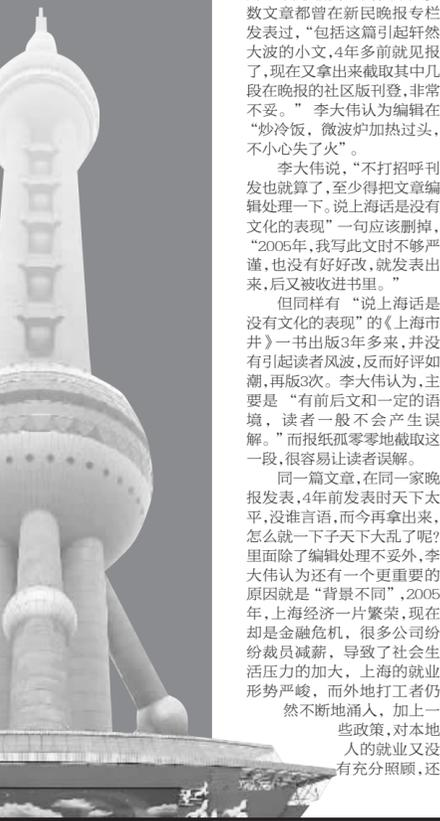 数文章都曾在新民晚报专栏
发表过，“包括这篇引起轩然
大波的小文，4年多前就见报
了，现在又拿出来截取其中几
段在晚报的社区版刊登，非常
不妥。” 李大伟认为编辑在
“炒冷饭，微波炉加热过头，
不小心失了火”。
李大伟说，“不打招呼刊
发也就算了，至少得把文章编
辑处理一下。说上海话是没有
文化的表现”一句应该删掉，
“2005年，我写此文时不够严
谨，也没有好好改，就发表出
来，后又被收进书里。”
但同样有 “说上海话是
没有文化的表现”的《上海市
井》一书出版3年多来，并没
有引起读者风波，反而好评如
潮，再版3次。李大伟认为，主
要是 “有前后文和一定的语
境，读者一般不会产生误
解。”而报纸孤零零地截取这
一段，很容易让读者误解。
同一篇文章，在同一家晚
报发表，4年前发表时天下太
平，没谁言语，而今再拿出来，
怎么就一下子天下大乱了呢？
里面除了编辑处理不妥外，李
大伟认为还有一个更重要的
原因就是“背景不同”，2005
年，上海经济一片繁荣，现在
却是金融危机，很多公司纷
纷裁员减薪，导致了社会生
活压力的加大，上海的就业
形势严峻，而外地打工者仍
然不断地涌入，加上一
些政策，对本地
人的就业又没
有充分照顾，还